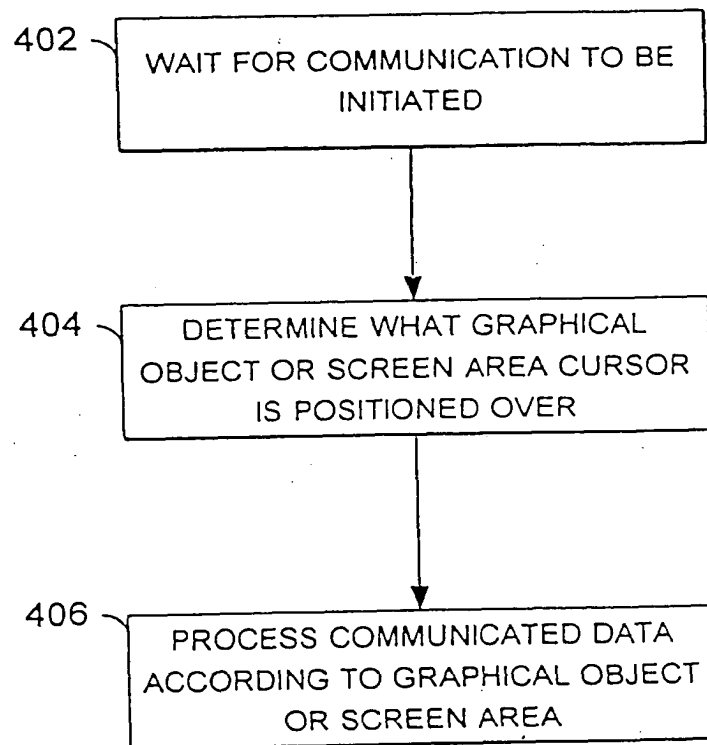 402
WAIT FOR COMMUNICATION TO BE
INITIATED
404
DETERMINE WHAT GRAPHICAL
OBJECT OR SCREEN AREA CURSOR
IS POSITIONED OVER
406
PROCESS COMMUNICATED DATA
ACCORDING TO GRAPHICAL OBJECT
OR SCREEN AREA